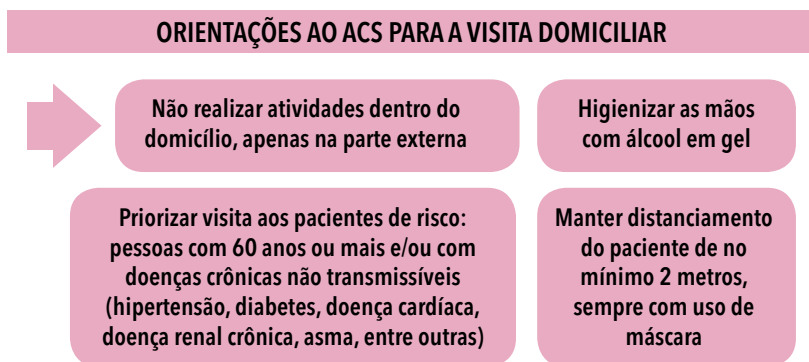 ORIENTAÇÕES AO ACS PARA A VISITA DOMICILIAR
Não realizar atividades dentro do
domicílio, apenas na parte externa
Higienizar as mãos
com álcool em gel
Priorizar visita aos pacientes de risco:
pessoas com 60 anos ou mais e/ou com
doenças crônicas não transmissíveis
(hipertensão, diabetes, doença cardíaca,
doença renal crônica, asma, entre outras)
Manter distanciamento
do paciente de no
mínimo 2 metros,
sempre com uso de
máscara